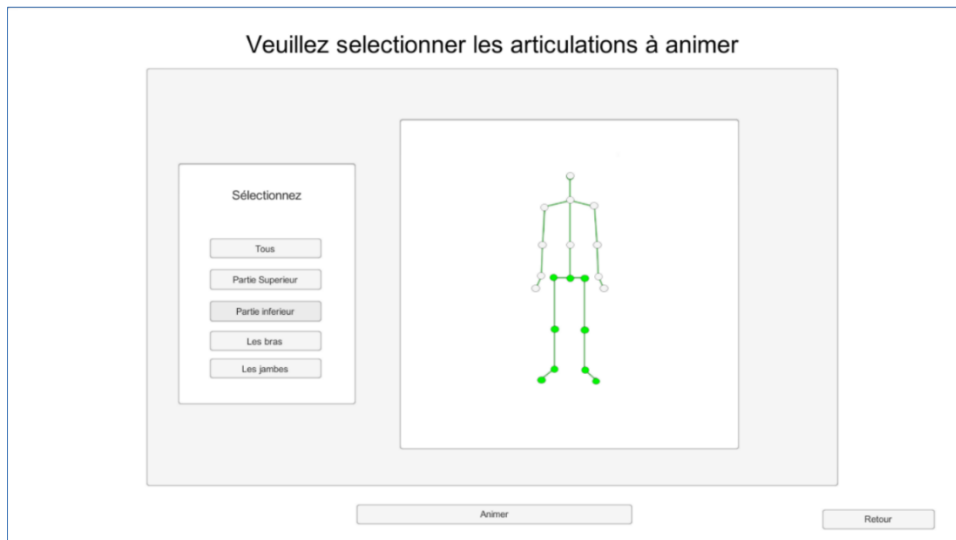 Veuillez selectionner les articulations à animer
Sélectionnez
Tous
Partie Superieur
Partie inferieur
Les bras
Les jambes
Animer
Retour